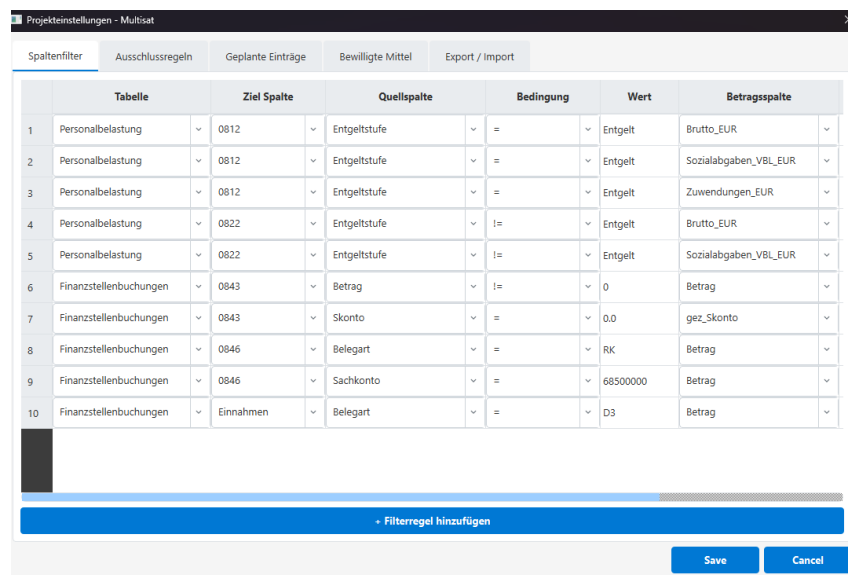 Projekteinstellungen - Multisat
Spaltenfilter Ausschlussregeln Geplante Einträge Bewilligte Mittel Export / Import
Tabelle Ziel Spalte Quellspalte Bedingung Wert Betragsspalte
1 Personalbelastung 0812 Entgeltstufe = Entgelt Brutto_EUR
2 Personalbelastung 0812 Entgeltstufe = Entgelt Sozialabgaben_VBL_EUR
3 Personalbelastung 0812 Entgeltstufe = Entgelt Zuwendungen_EUR
4 Personalbelastung 0822 Entgeltstufe != Entgelt Brutto_EUR
5 Personalbelastung 0822 Entgeltstufe != Entgelt Sozialabgaben_VBL_EUR
6 Finanzstellenbuchungen 0843 Betrag != 0 Betrag
7 Finanzstellenbuchungen 0843 Skonto = 0.0 gez_Skonto
8 Finanzstellenbuchungen 0846 Belegart = RK Betrag
9 Finanzstellenbuchungen 0846 Sachkonto = 68500000 Betrag
10 Finanzstellenbuchungen Einnahmen Belegart = D3 Betrag
+ Filterregel hinzufügen
Save Cancel